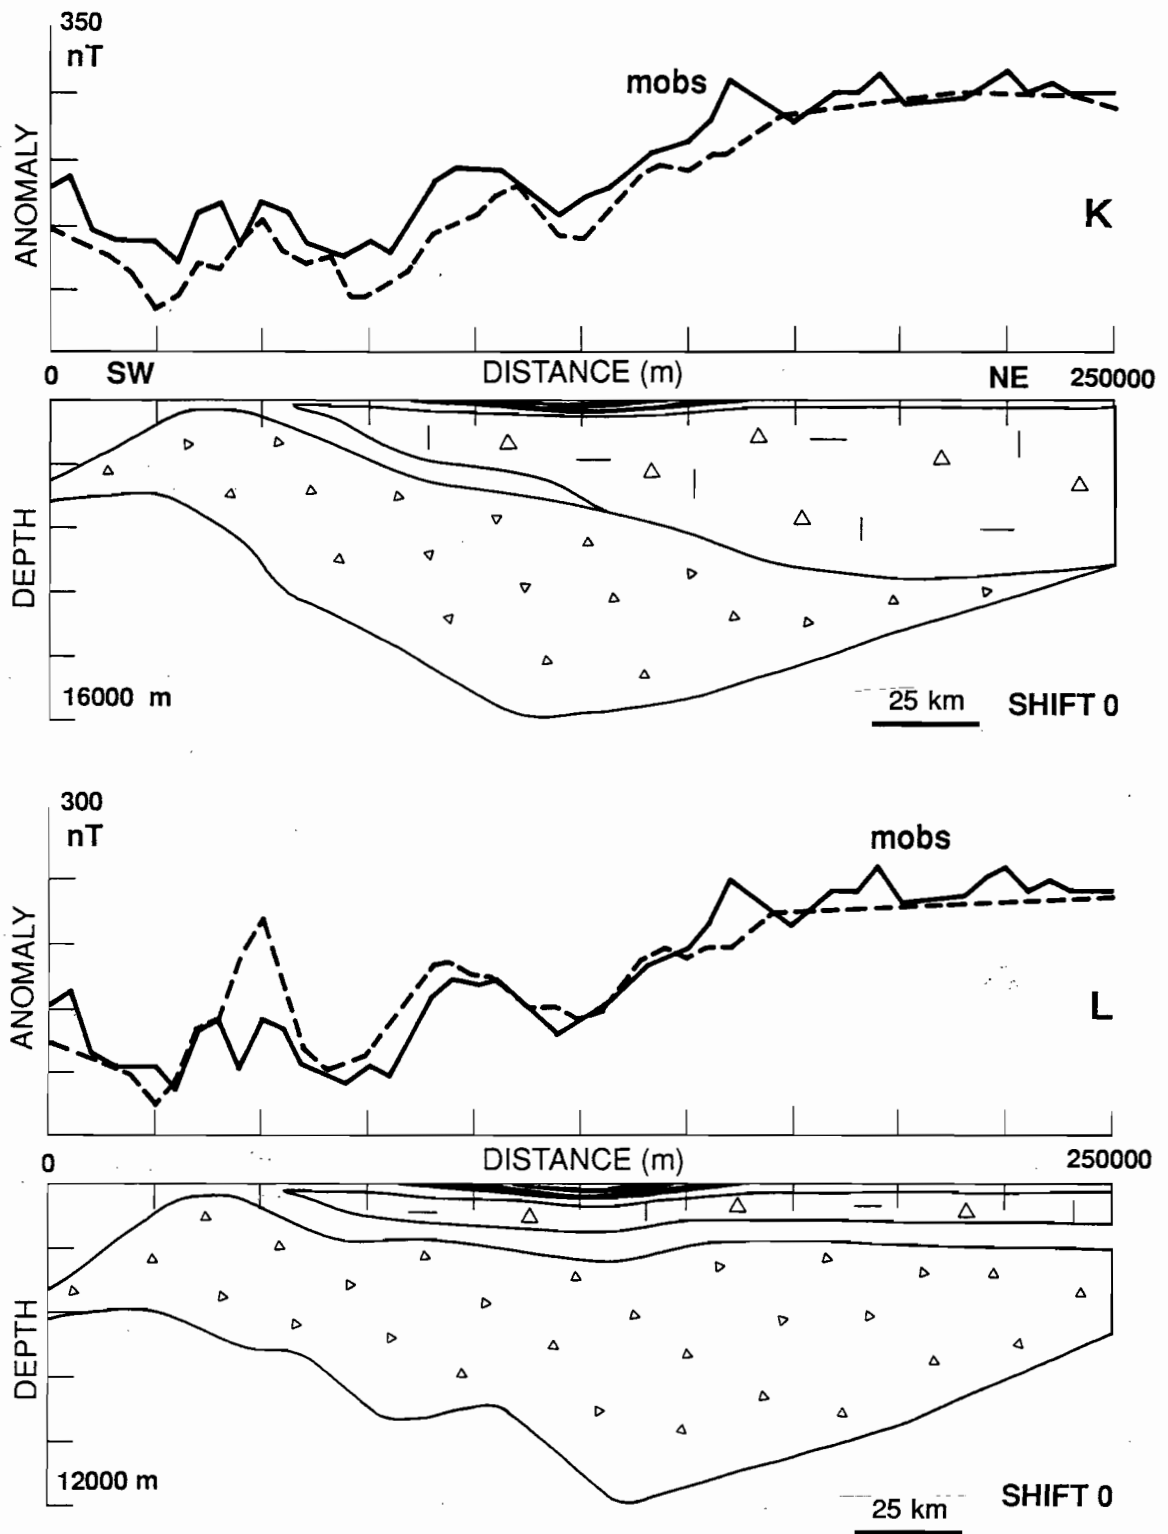 350
nT
mobs
ANOMALY
K
0 SW DISTANCE (m) NE 250000
DEPTH
16000 m
25 km SHIFT 0
300
nT
mobs
ANOMALY
L
0 DISTANCE (m) 250000
DEPTH
12000 m
25 km SHIFT 0